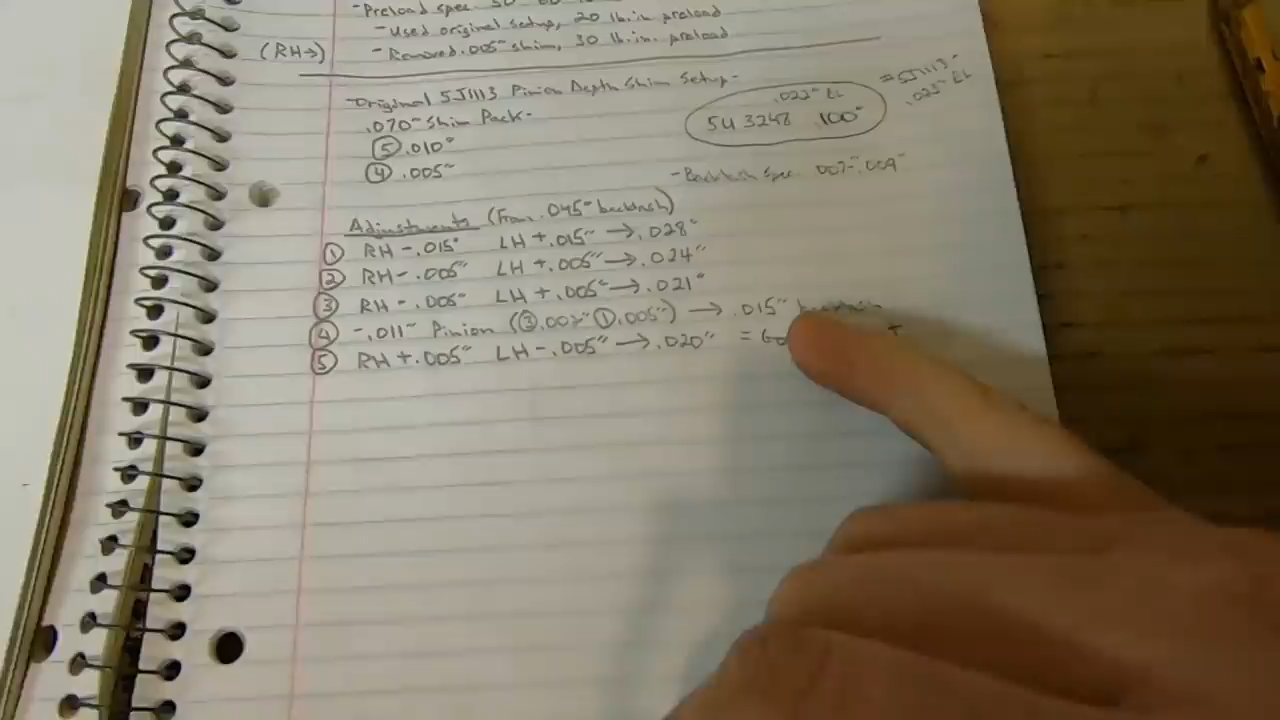 -Preload spec.
-Used original setup, 20 lb.in preload
(RH→) -Removed .005" shim, 30 lb.in. preload
Original 5J1113 Pinion Depth Shim Setup-
.070" Shim Pack-
⑤ .010"
④ .005"
5U 3248 .100"
=5J1113-
.025" EL
-Backlash Spec. .007-.009"
Adjustments (From .045" backlash)
① RH -.015" LH +.015" → .028"
② RH -.005" LH +.005" → .024"
③ RH -.005" LH +.005" → .021"
④ -.011" Pinion (③.002" ①.005") → .015" backlash
⑤ RH +.005" LH -.005" → .020" =